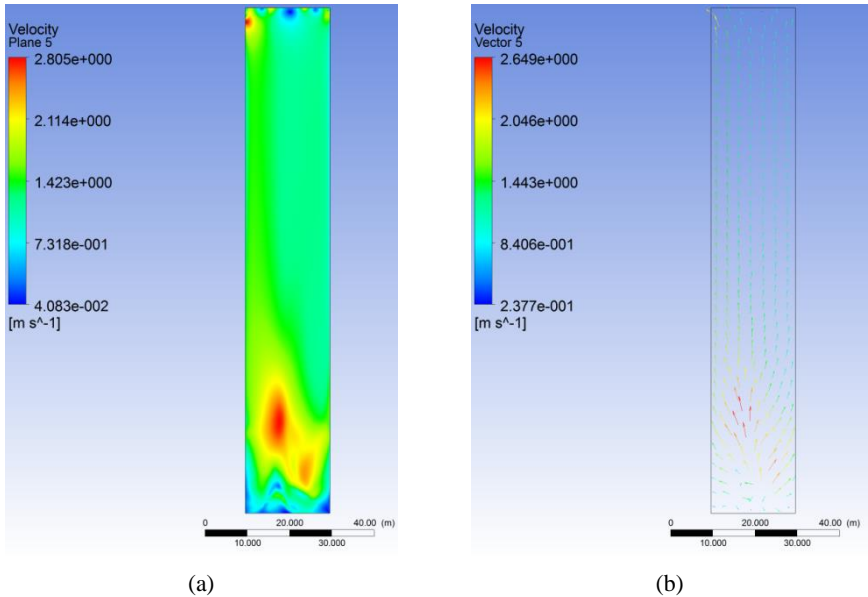 Velocity
Plane 5
2.805e+000
2.114e+000
1.423e+000
7.318e-001
4.083e-002
[m s^-1]
0 20.000 40.00 (m)
10.000 30.000
(a)
Velocity
Vector 5
2.649e+000
2.046e+000
1.443e+000
8.406e-001
2.377e-001
[m s^-1]
0 20.000 40.00 (m)
10.000 30.000
(b)